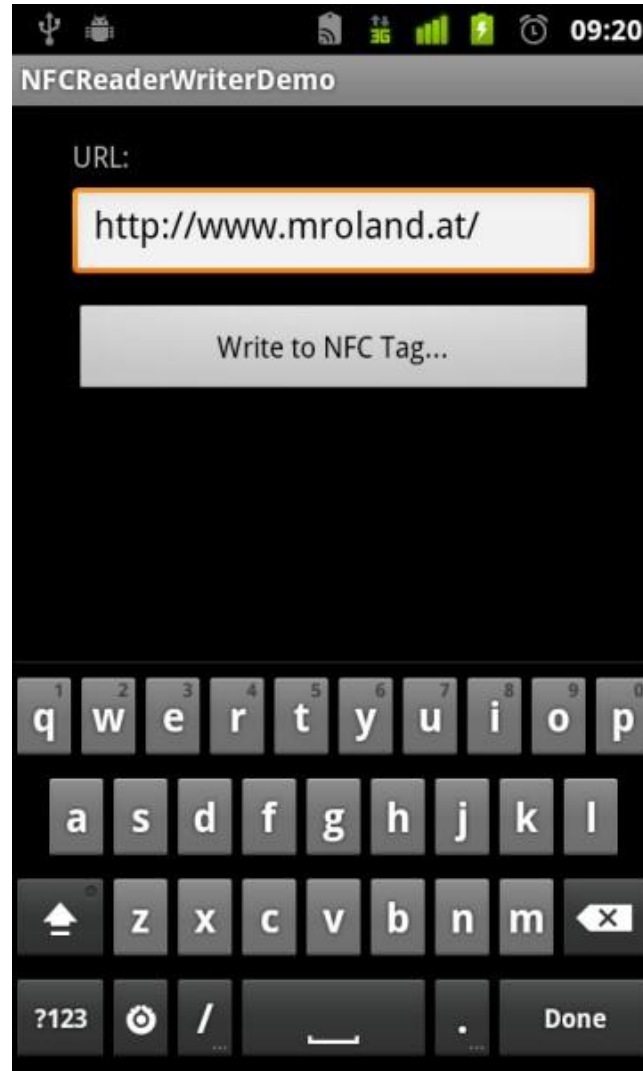 3G 09:20
NFCReaderWriterDemo
URL:
http://www.mroland.at/
Write to NFC Tag...
1 2 3 4 5 6 7 8 9 0
q w e r t y u i o p
a s d f g h j k l
z x c v b n m
?123 / . Done